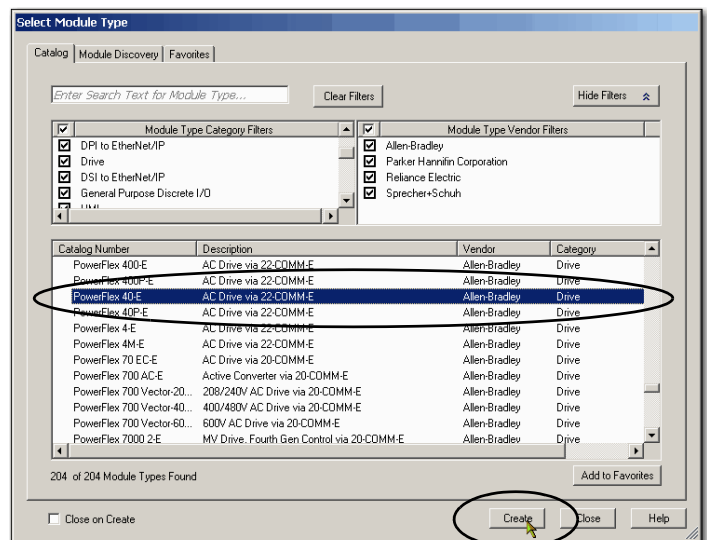 Select Module Type
Catalog Module Discovery Favorites
Enter Search Text for Module Type... Clear Filters Hide Filters
Module Type Category Filters Module Type Vendor Filters
DPI to EtherNet/IP Allen-Bradley
Drive Parker Hannifin Corporation
DSI to EtherNet/IP Reliance Electric
General Purpose Discrete I/O Sprecher+Schuh
HMI
Catalog Number Description Vendor Category
PowerFlex 400-E AC Drive via 22-COMM-E Allen-Bradley Drive
PowerFlex 400P-E AC Drive via 22-COMM-E Allen-Bradley Drive
PowerFlex 40-E AC Drive via 22-COMM-E Allen-Bradley Drive
PowerFlex 40P-E AC Drive via 22-COMM-E Allen-Bradley Drive
PowerFlex 4-E AC Drive via 22-COMM-E Allen-Bradley Drive
PowerFlex 4M-E AC Drive via 22-COMM-E Allen-Bradley Drive
PowerFlex 70 EC-E AC Drive via 20-COMM-E Allen-Bradley Drive
PowerFlex 700 AC-E Active Converter via 20-COMM-E Allen-Bradley Drive
PowerFlex 700 Vector-20... 208/240V AC Drive via 20-COMM-E Allen-Bradley Drive
PowerFlex 700 Vector-40... 400/480V AC Drive via 20-COMM-E Allen-Bradley Drive
PowerFlex 700 Vector-60... 600V AC Drive via 20-COMM-E Allen-Bradley Drive
PowerFlex 7000 2-E MV Drive, Fourth Gen Control via 20-COMM-E Allen-Bradley Drive
204 of 204 Module Types Found Add to Favorites
Close on Create Create Close Help